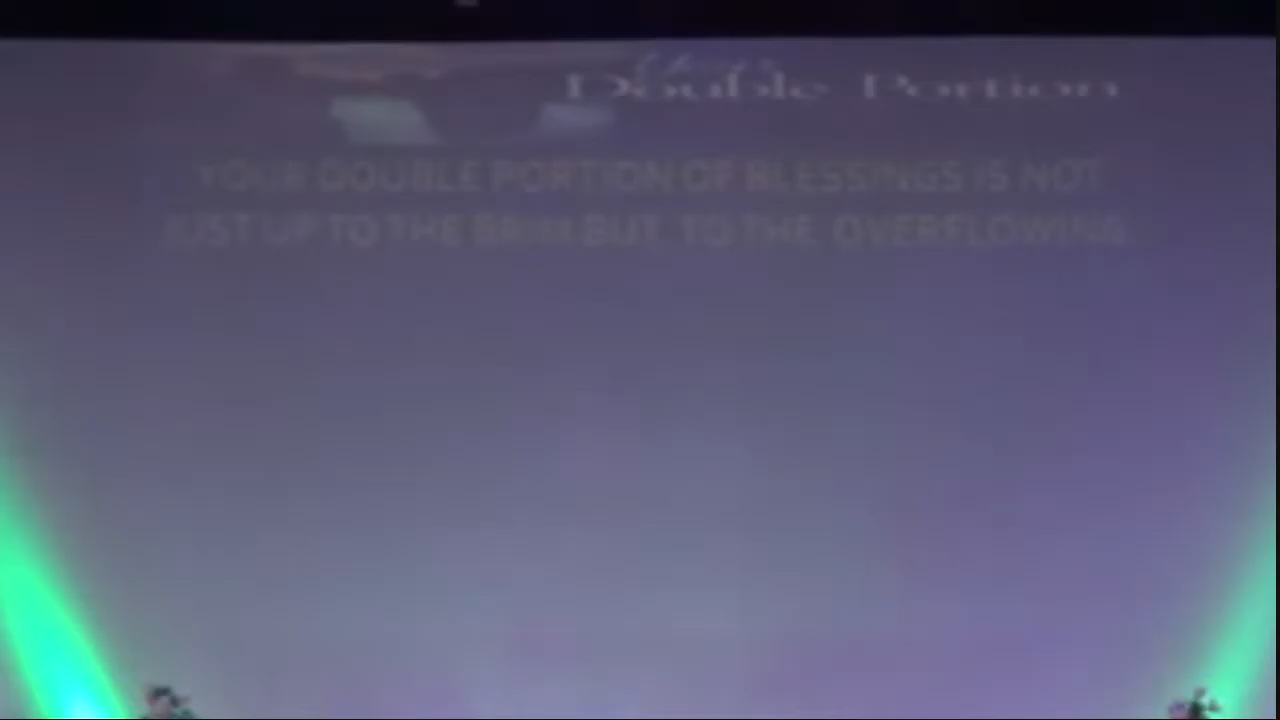 Double Portion
YOUR DOUBLE PORTION OF BLESSINGS IS NOT
JUST UP TO THE BRIM BUT TO THE OVERFLOWING